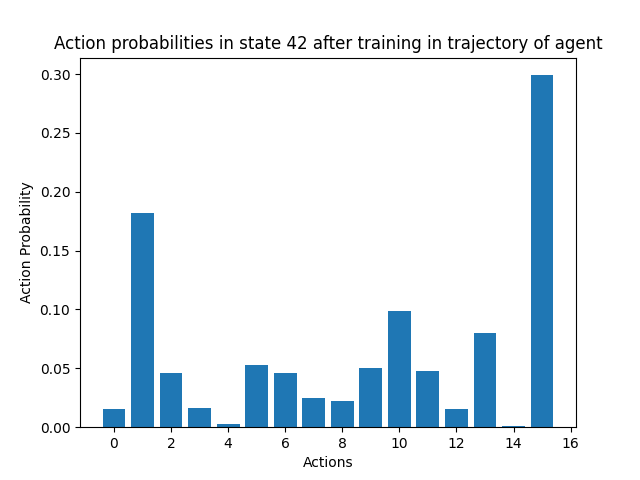 Action probabilities in state 42 after training in trajectory of agent
0.30
0.25
0.20
0.15
0.10
0.05
0.00
Action Probability
0 2 4 6 8 10 12 14 16
Actions